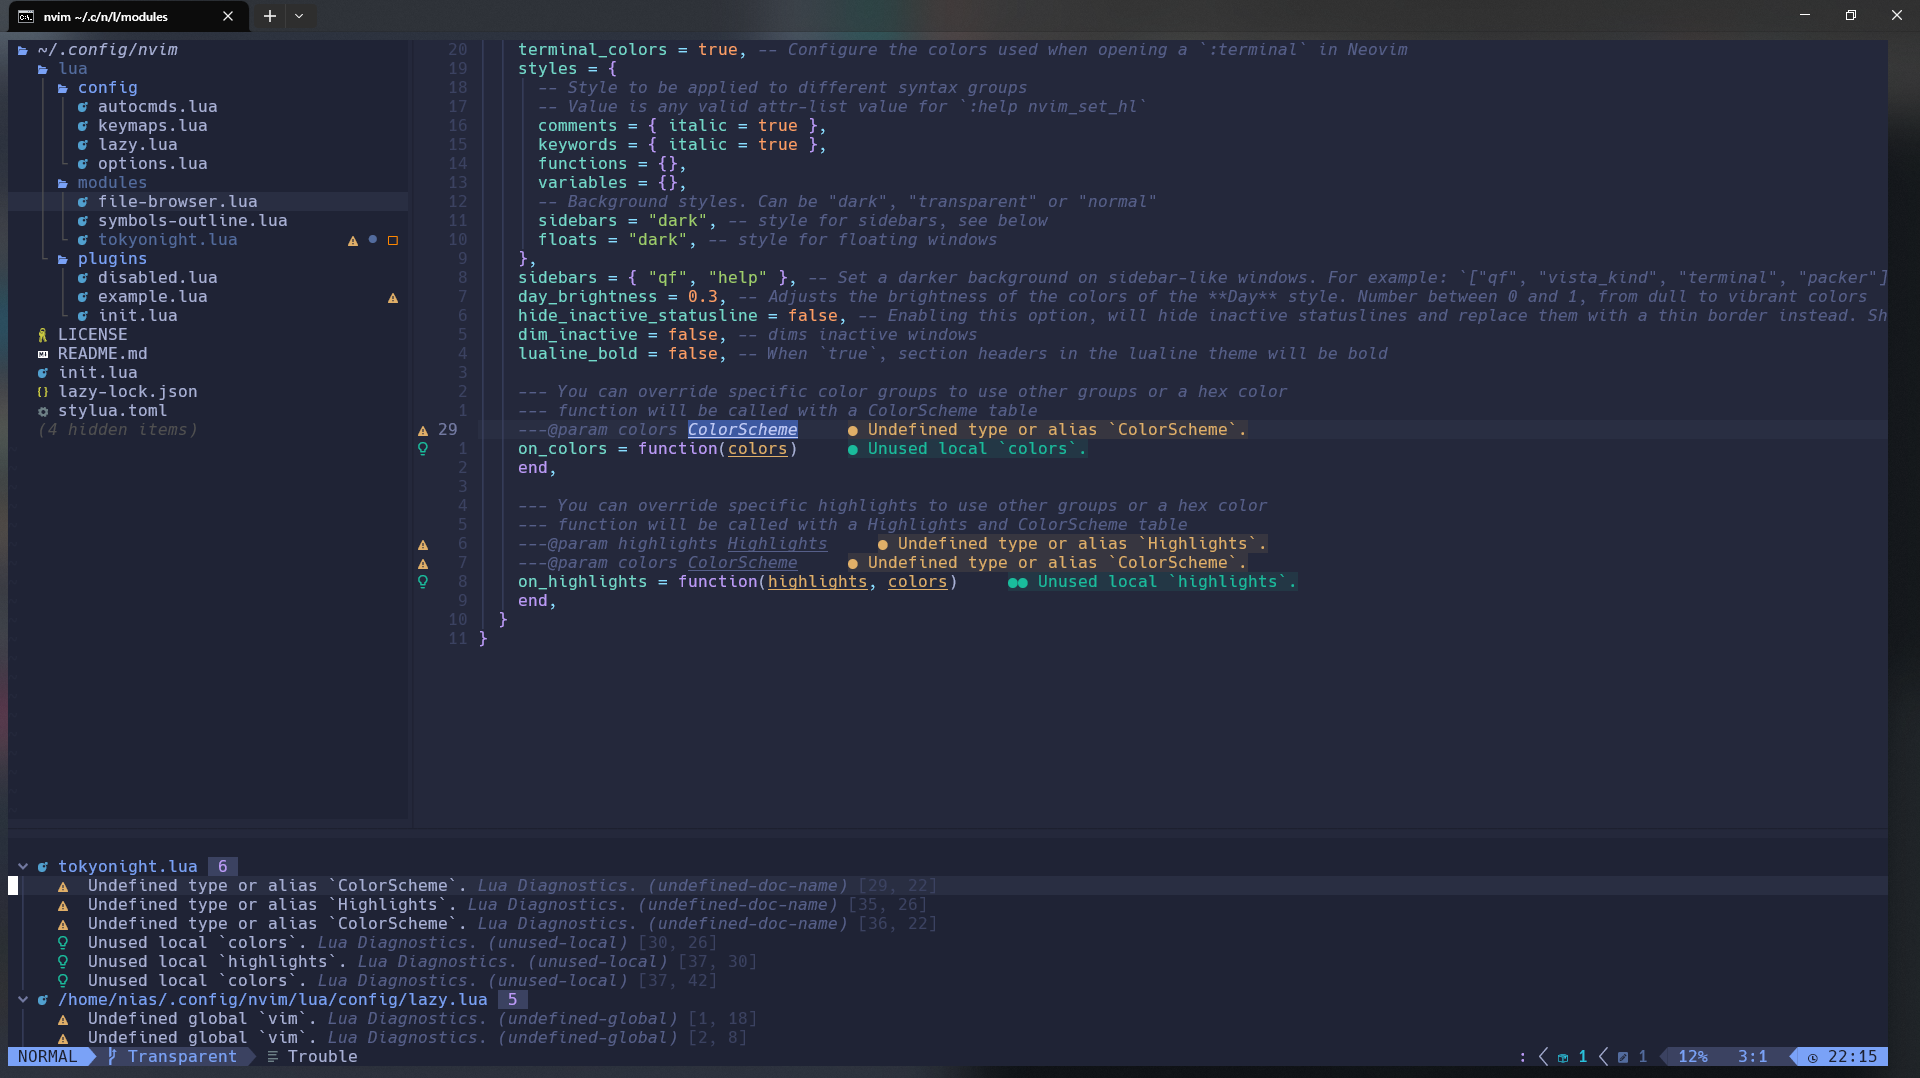 nvim ~/.c/n/l/modules
~/.config/nvim
lua
config
autocmds.lua
keymaps.lua
lazy.lua
options.lua
modules
file-browser.lua
symbols-outline.lua
tokyonight.lua
plugins
disabled.lua
example.lua
init.lua
LICENSE
README.md
init.lua
lazy-lock.json
stylua.toml
(4 hidden items)
20 terminal_colors = true, -- Configure the colors used when opening a `:terminal` in Neovim
19 styles = {
18 -- Style to be applied to different syntax groups
17 -- Value is any valid attr-list value for `:help nvim_set_hl`
16 comments = { italic = true },
15 keywords = { italic = true },
14 functions = {},
13 variables = {},
12 -- Background styles. Can be "dark", "transparent" or "normal"
11 sidebars = "dark", -- style for sidebars, see below
10 floats = "dark", -- style for floating windows
9 },
8 sidebars = { "qf", "help" }, -- Set a darker background on sidebar-like windows. For example: `["qf", "vista_kind", "terminal", "packer"]
7 day_brightness = 0.3, -- Adjusts the brightness of the colors of the **Day** style. Number between 0 and 1, from dull to vibrant colors
6 hide_inactive_statusline = false, -- Enabling this option, will hide inactive statuslines and replace them with a thin border instead. Sh
5 dim_inactive = false, -- dims inactive windows
4 lualine_bold = false, -- When `true`, section headers in the lualine theme will be bold
3
2 --- You can override specific color groups to use other groups or a hex color
1 --- function will be called with a ColorScheme table
29 ---@param colors ColorScheme ● Undefined type or alias `ColorScheme`.
1 on_colors = function(colors) ● Unused local `colors`.
2 end,
3
4 --- You can override specific highlights to use other groups or a hex color
5 --- function will be called with a Highlights and ColorScheme table
6 ---@param highlights Highlights ● Undefined type or alias `Highlights`.
7 ---@param colors ColorScheme ● Undefined type or alias `ColorScheme`.
8 on_highlights = function(highlights, colors) ●● Unused local `highlights`.
9 end,
10 }
11 }
tokyonight.lua 6
Undefined type or alias `ColorScheme`. Lua Diagnostics. (undefined-doc-name) [29, 22]
Undefined type or alias `Highlights`. Lua Diagnostics. (undefined-doc-name) [35, 26]
Undefined type or alias `ColorScheme`. Lua Diagnostics. (undefined-doc-name) [36, 22]
Unused local `colors`. Lua Diagnostics. (unused-local) [30, 26]
Unused local `highlights`. Lua Diagnostics. (unused-local) [37, 30]
Unused local `colors`. Lua Diagnostics. (unused-local) [37, 42]
/home/nias/.config/nvim/lua/config/lazy.lua 5
Undefined global `vim`. Lua Diagnostics. (undefined-global) [1, 18]
Undefined global `vim`. Lua Diagnostics. (undefined-global) [2, 8]
NORMAL Transparent Trouble : 1 1 12% 3:1 22:15